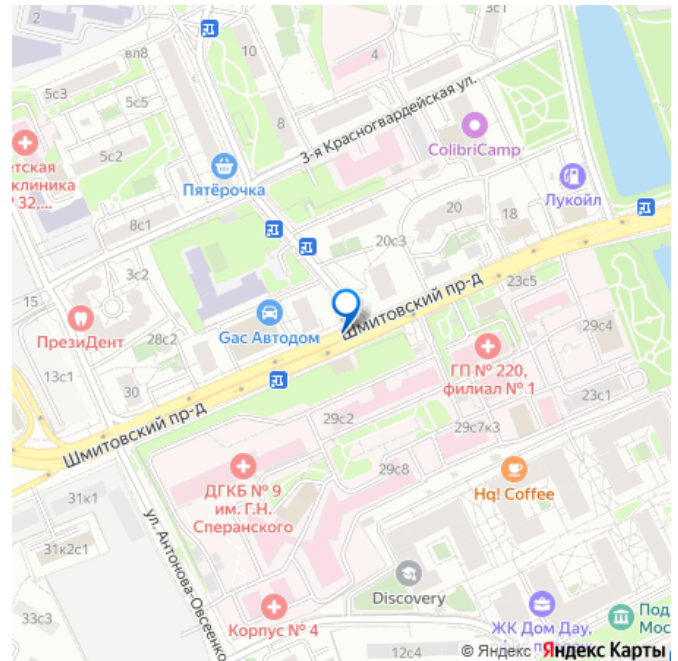 3с1
вл8
10
4
5с3
5с5
8
3-я Красногвардейская ул.
ColibriCamp
5с2
етская
клиника
32,...
Пятёрочка
Лукойл
20
18
8с1
20с3
3с2
23с5
15
Шмитовский пр-д
29с4
ПрезиДент
28с2
Gac Автодом
ГП № 220,
филиал № 1
13с1
30
23с1
Шмитовский пр-д
29с2
29с7к3
ДГКБ № 9
им. Г.Н.
Сперанского
29с8
31к1
Hq! Coffee
ул. Антонова-Овсеенко
31к2с1
Discovery
33с3
Корпус № 4
ЖК Дом Дау,
Под
Мос
12с4
© Яндекс
Яндекс Карты